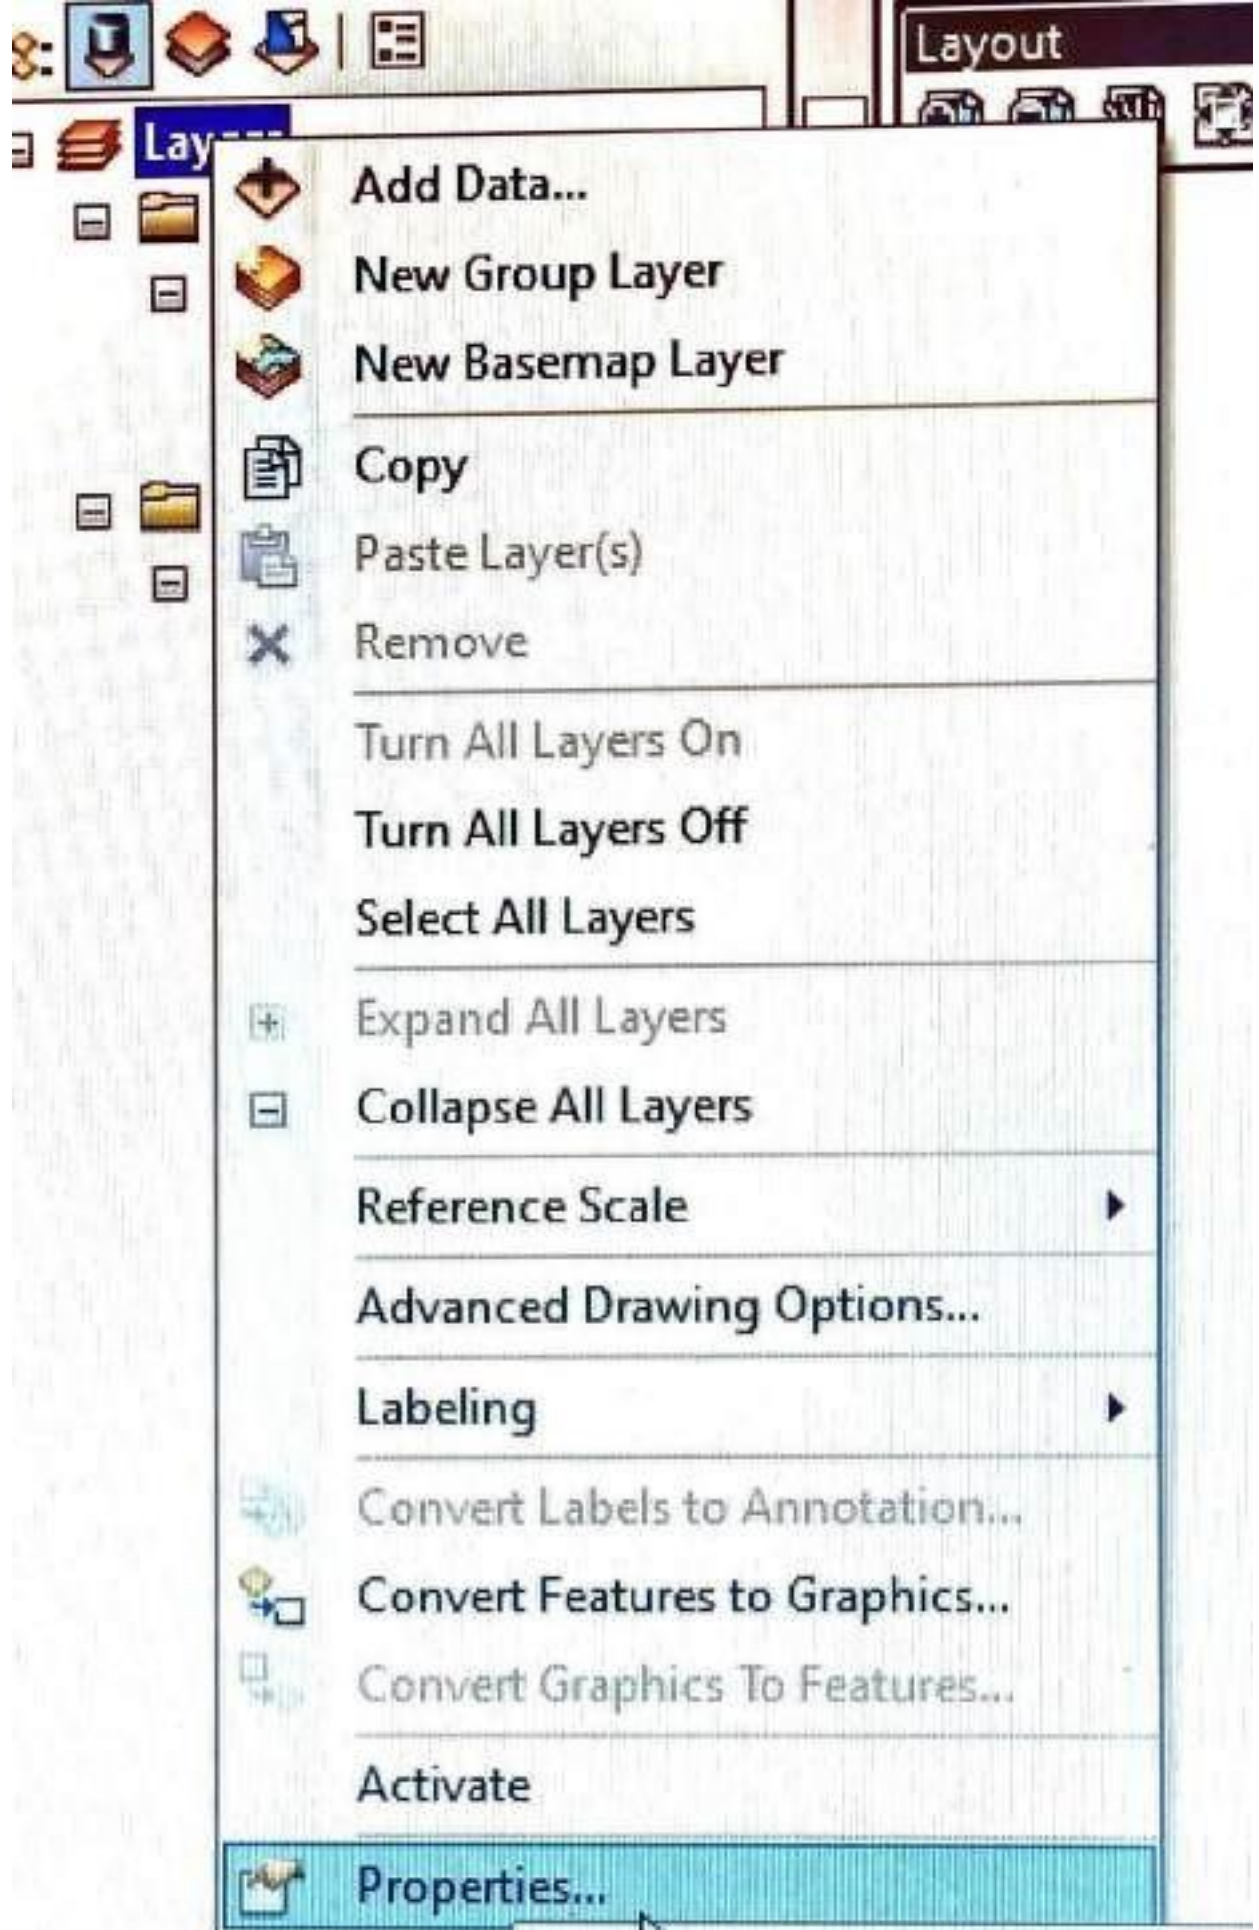 Layout
Lay
Add Data...
New Group Layer
New Basemap Layer
Copy
Paste Layer(s)
Remove
Turn All Layers On
Turn All Layers Off
Select All Layers
Expand All Layers
Collapse All Layers
Reference Scale
Advanced Drawing Options...
Labeling
Convert Labels to Annotation...
Convert Features to Graphics...
Convert Graphics To Features...
Activate
Properties...